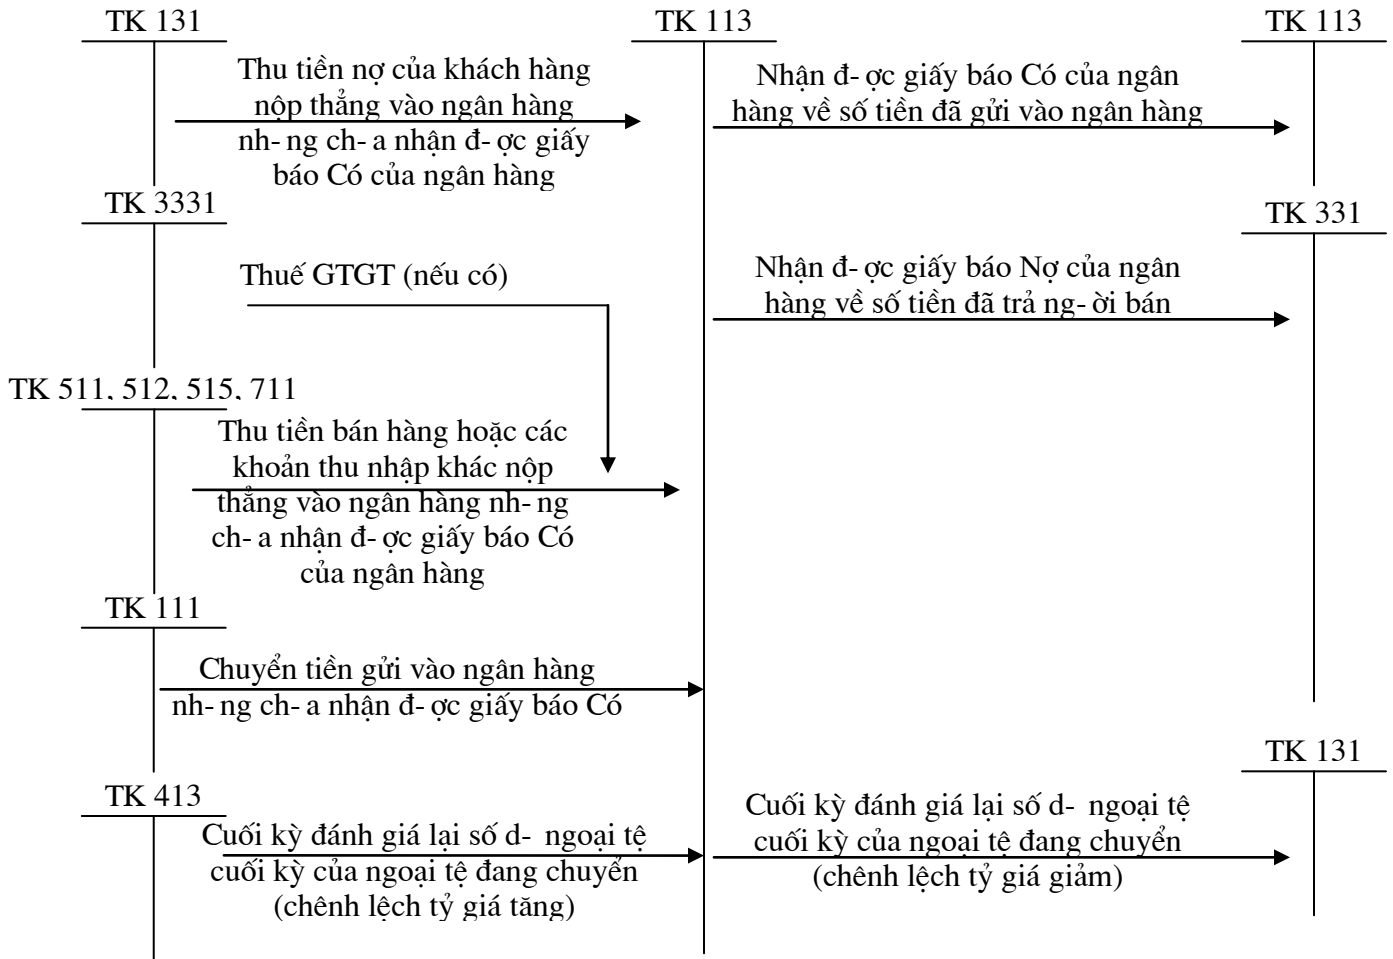 TK 131
TK 113
TK 113
Thu tiền nợ của khách hàng
nộp thẳng vào ngân hàng
nh- ng ch- a nhận đ- ợc giấy
báo Có của ngân hàng
Nhận đ- ợc giấy báo Có của ngân
hàng về số tiền đã gửi vào ngân hàng
TK 3331
TK 331
Thuế GTGT (nếu có)
Nhận đ- ợc giấy báo Nợ của ngân
hàng về số tiền đã trả ng- ời bán
TK 511, 512, 515, 711
Thu tiền bán hàng hoặc các
khoản thu nhập khác nộp
thẳng vào ngân hàng nh- ng
ch- a nhận đ- ợc giấy báo Có
của ngân hàng
TK 111
Chuyển tiền gửi vào ngân hàng
nh- ng ch- a nhận đ- ợc giấy báo Có
TK 131
TK 413
Cuối kỳ đánh giá lại số d- ngoại tệ
cuối kỳ của ngoại tệ đang chuyển
(chênh lệch tỷ giá tăng)
Cuối kỳ đánh giá lại số d- ngoại tệ
cuối kỳ của ngoại tệ đang chuyển
(chênh lệch tỷ giá giảm)